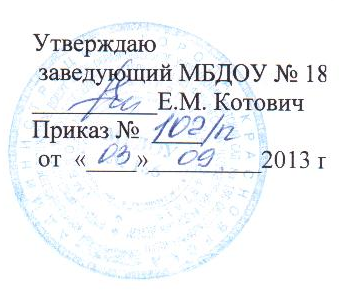 Утверждаю
заведующий МБДОУ № 18
Е.М. Котович
Приказ № 102/п
от «03» 09. 2013 г